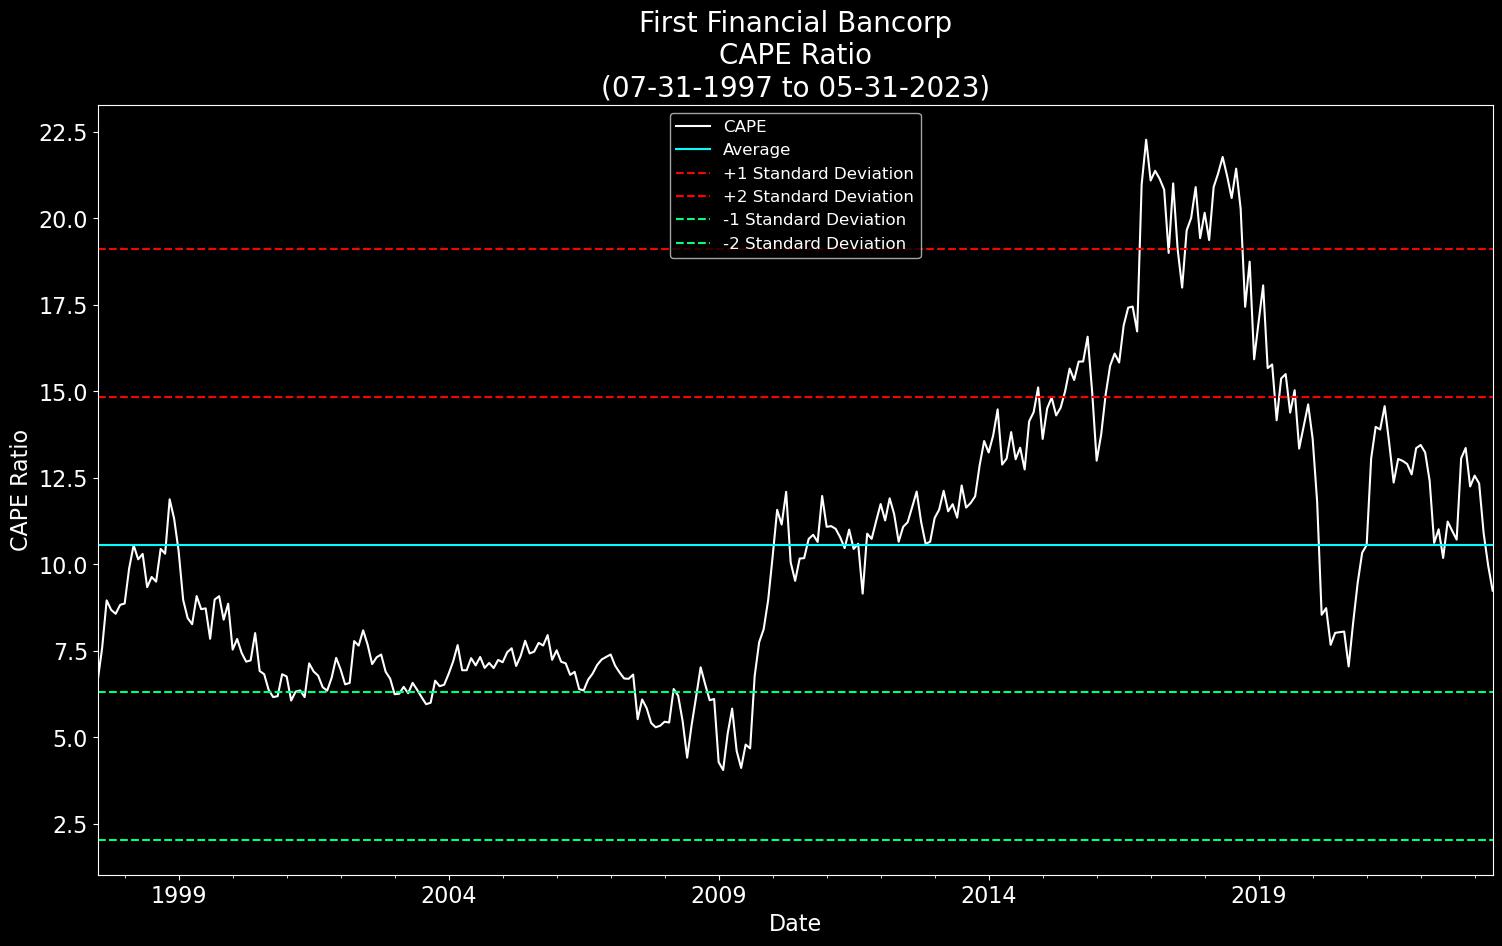 First Financial Bancorp
CAPE Ratio
(07-31-1997 to 05-31-2023)
CAPE
Average
+1 Standard Deviation
+2 Standard Deviation
-1 Standard Deviation
-2 Standard Deviation
22.5
20.0
17.5
15.0
12.5
10.0
7.5
5.0
2.5
CAPE Ratio
1999 2004 2009 2014 2019
Date